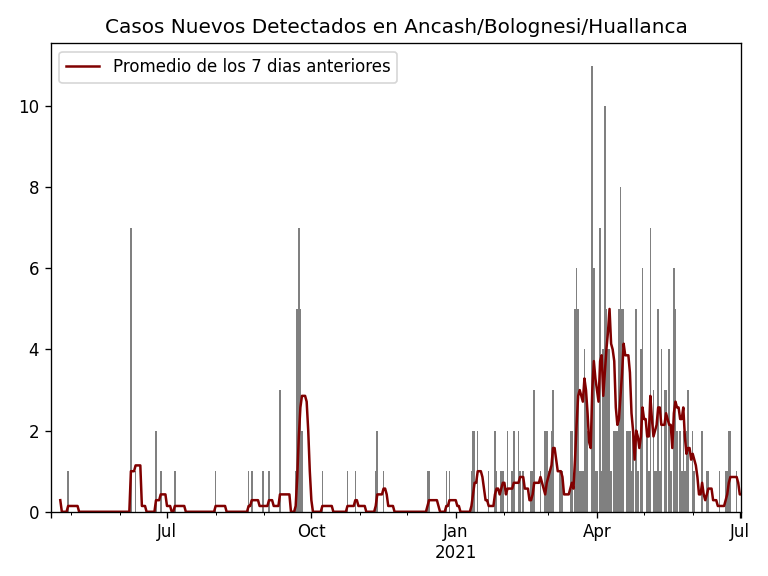 Casos Nuevos Detectados en Ancash/Bolognesi/Huallanca
Promedio de los 7 dias anteriores
10
8
6
4
2
0
Jul
Oct
Jan
Apr
Jul
2021